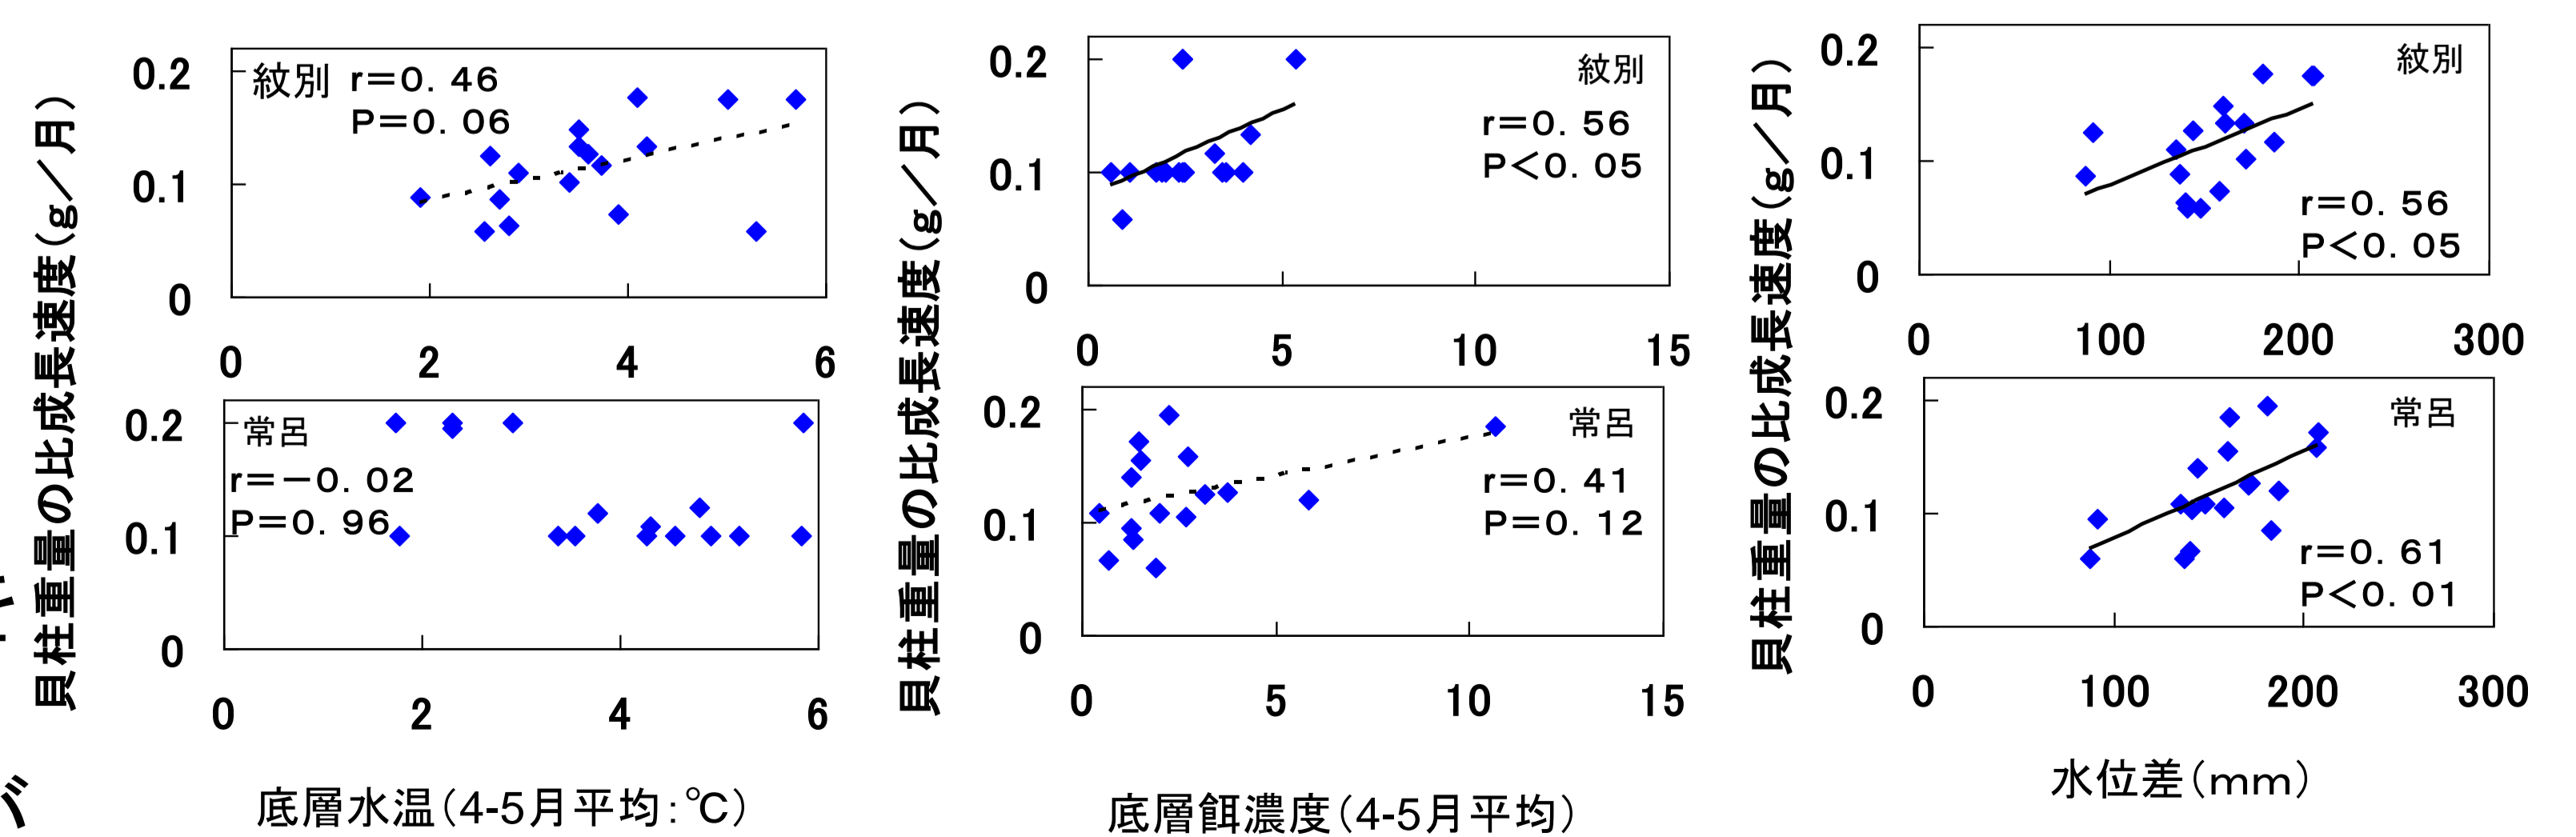 貝柱重量の比成長速度(g/月)
0.2
0.1
0
紋別 r=0.46
P=0.06
0 2 4 6
0.2
0.1
0
常呂
r=-0.02
P=0.96
0 2 4 6
底層水温(4-5月平均:℃)
貝柱重量の比成長速度(g/月)
0.2
0.1
0
紋別
r=0.56
P<0.05
0 5 10 15
0.2
0.1
0
常呂
r=0.41
P=0.12
0 5 10 15
底層餌濃度(4-5月平均)
貝柱重量の比成長速度(g/月)
0.2
0.1
0
紋別
r=0.56
P<0.05
0 100 200 300
0.2
0.1
0
常呂
r=0.61
P<0.01
0 100 200 300
水位差(mm)